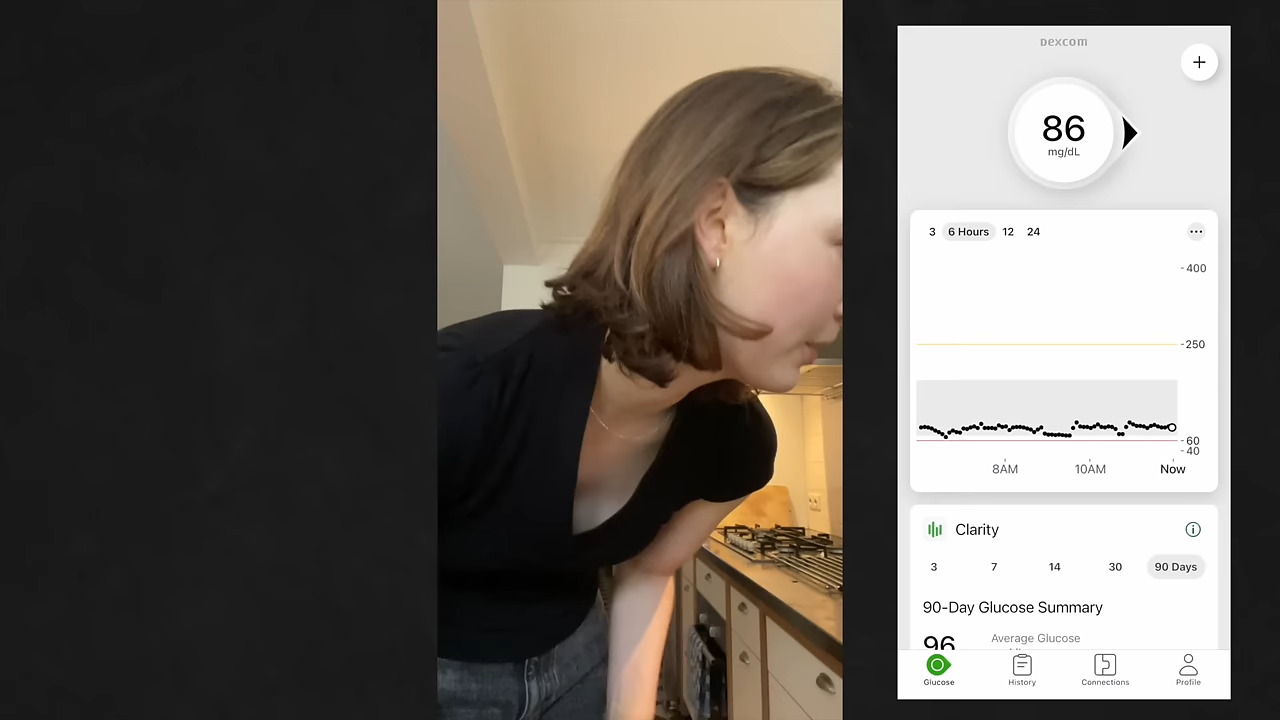 Dexcom
+
86
mg/dL
3 6 Hours 12 24
400
250
60
40
8AM 10AM Now
Clarity
3 7 14 30 90 Days
90-Day Glucose Summary
96 Average Glucose
Glucose History Connections Profile